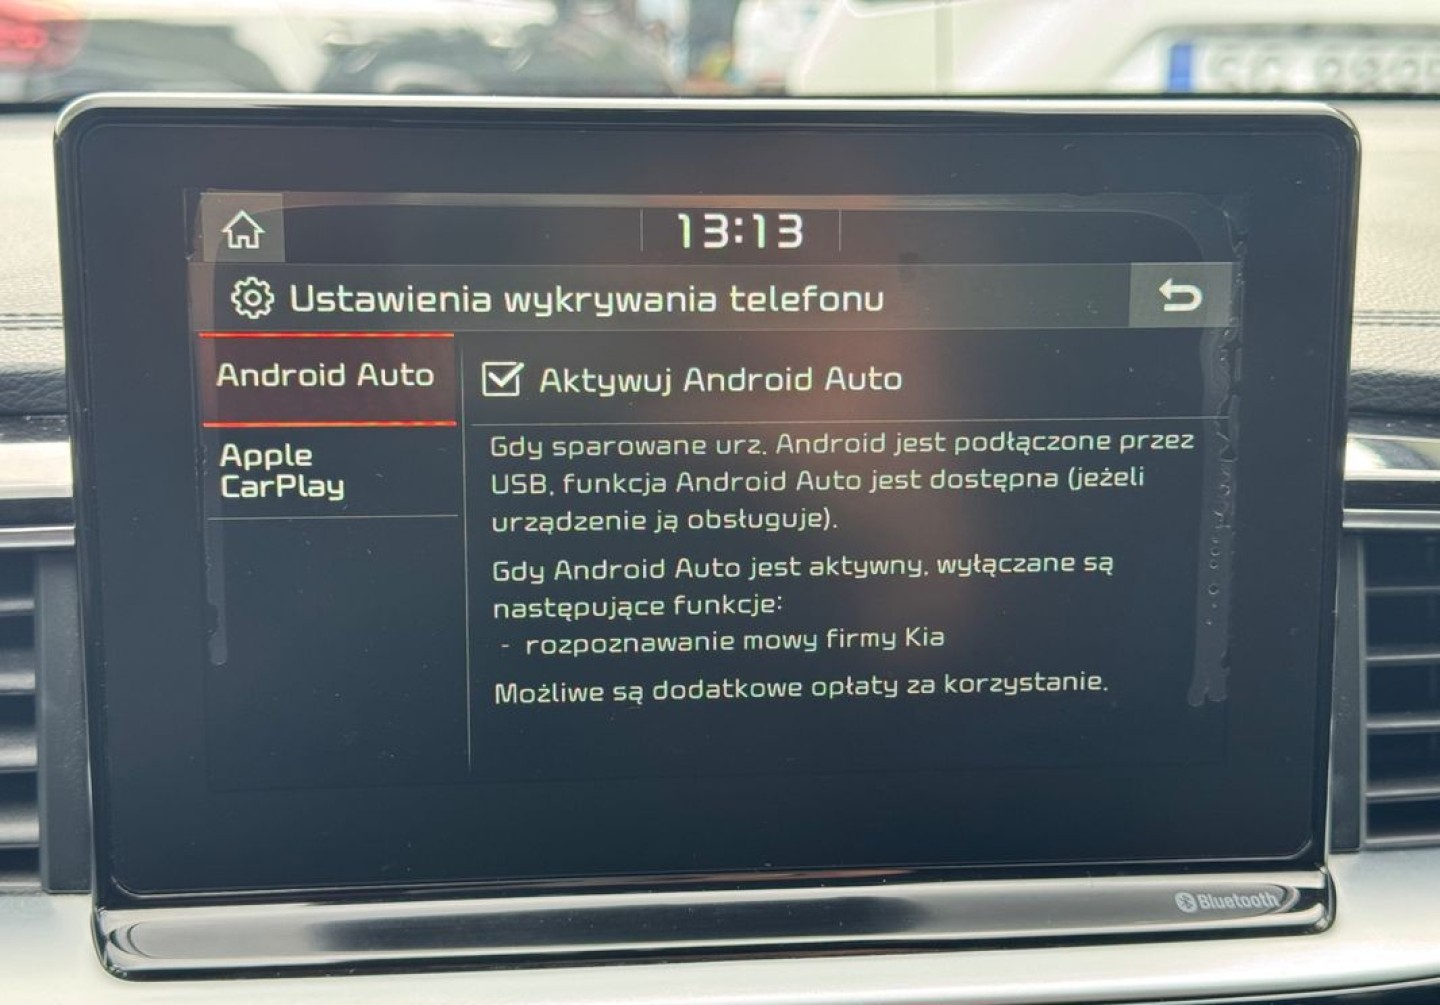 13:13
Ustawienia wykrywania telefonu
Android Auto
Apple
CarPlay
Aktywuj Android Auto
Gdy sparowane urz. Android jest podłączone przez
USB, funkcja Android Auto jest dostępna (jeżeli
urządzenie ją obsługuje).
Gdy Android Auto jest aktywny, wyłączane są
następujące funkcje:
- rozpoznawanie mowy firmy Kia
Możliwe są dodatkowe opłaty za korzystanie.
Bluetooth